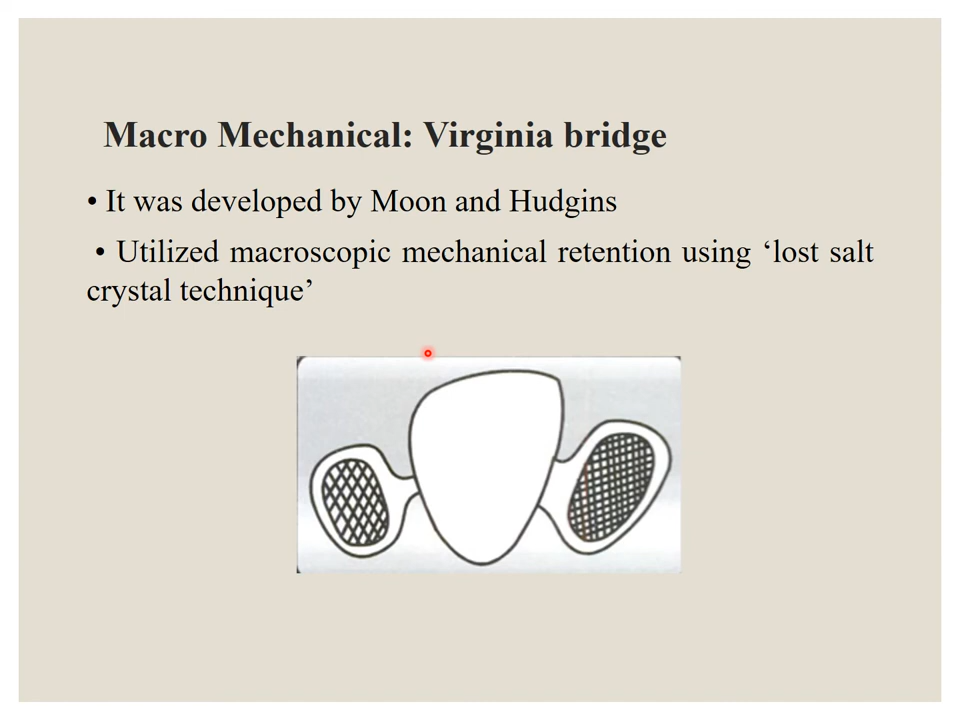 Macro Mechanical: Virginia bridge
• It was developed by Moon and Hudgins
• Utilized macroscopic mechanical retention using ‘lost salt
crystal technique’